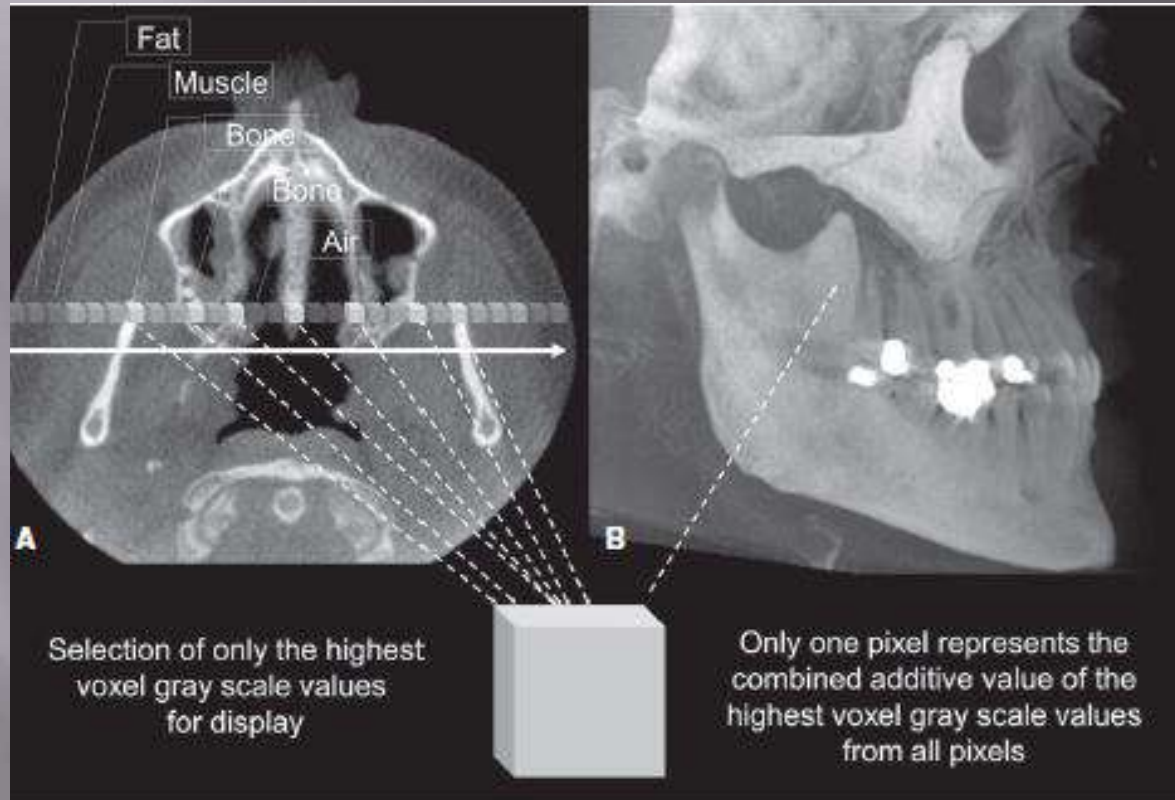 Fat
Muscle
Bone
Bone
Air
A
B
Selection of only the highest
voxel gray scale values
for display
Only one pixel represents the
combined additive value of the
highest voxel gray scale values
from all pixels